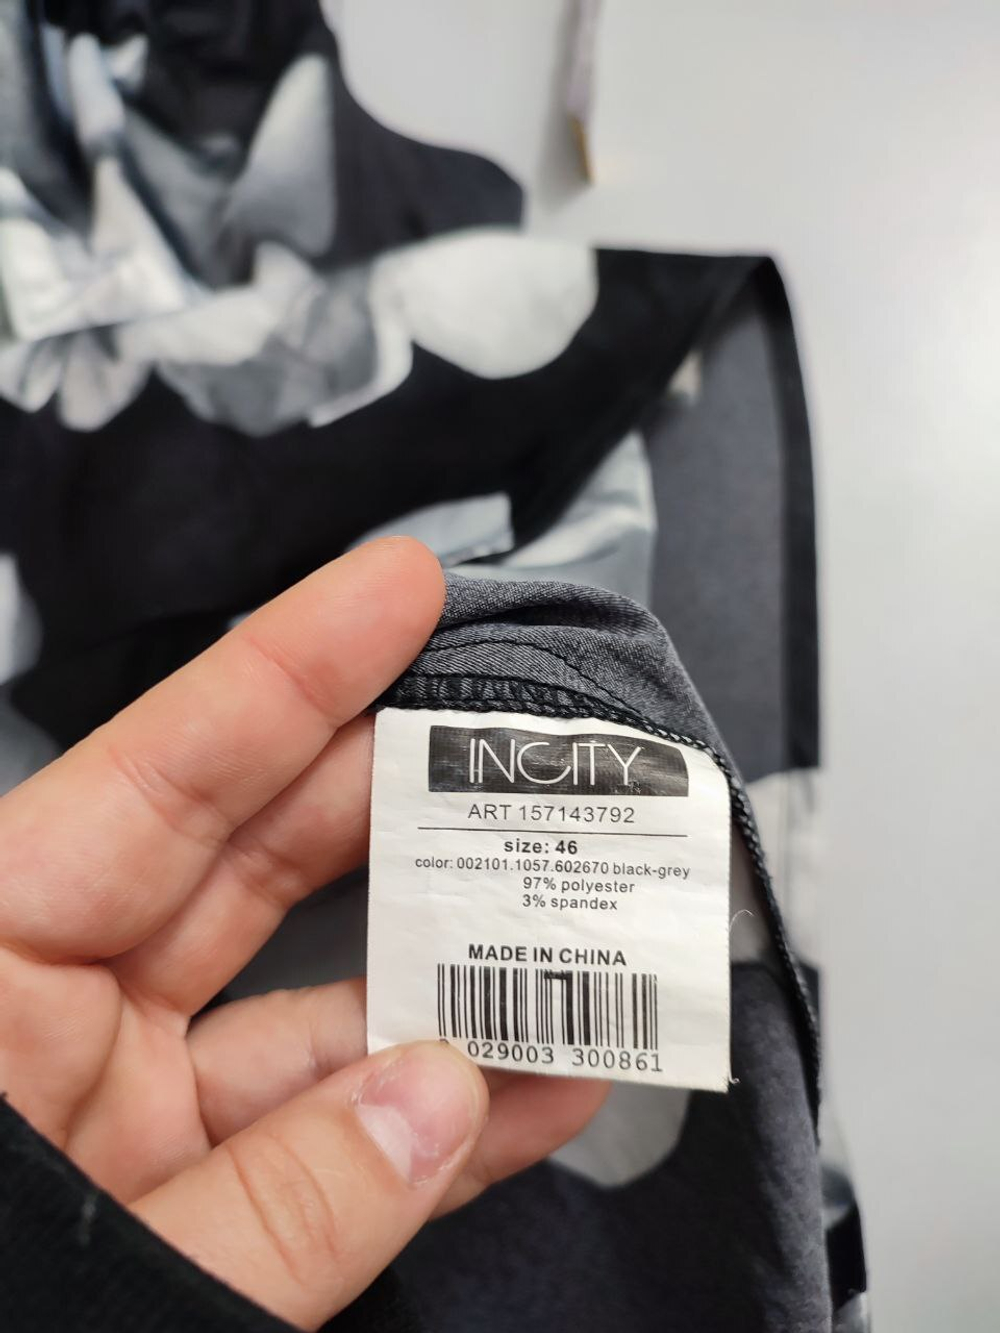 INCITY
ART 157143792
size: 46
color: 002101.1057.602670 black-grey
97% polyester
3% spandex
MADE IN CHINA
029003 300861